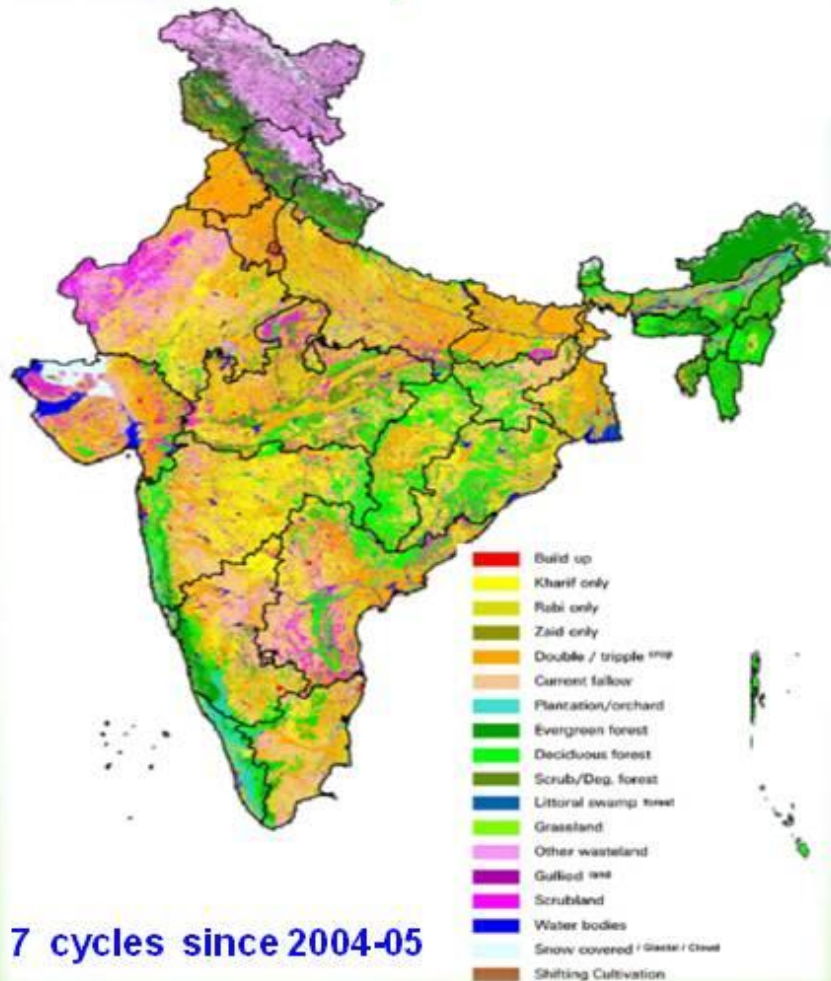 Build up
Kharif only
Rabi only
Zaid only
Double / tripple crop
Current fallow
Plantation/orchard
Evergreen forest
Deciduous forest
Scrub/Deg. forest
Littoral swamp forest
Grassland
Other wasteland
Gullied land
Scrubland
Water bodies
Snow covered / Glacial / Cloud
Shifting Cultivation
7 cycles since 2004-05